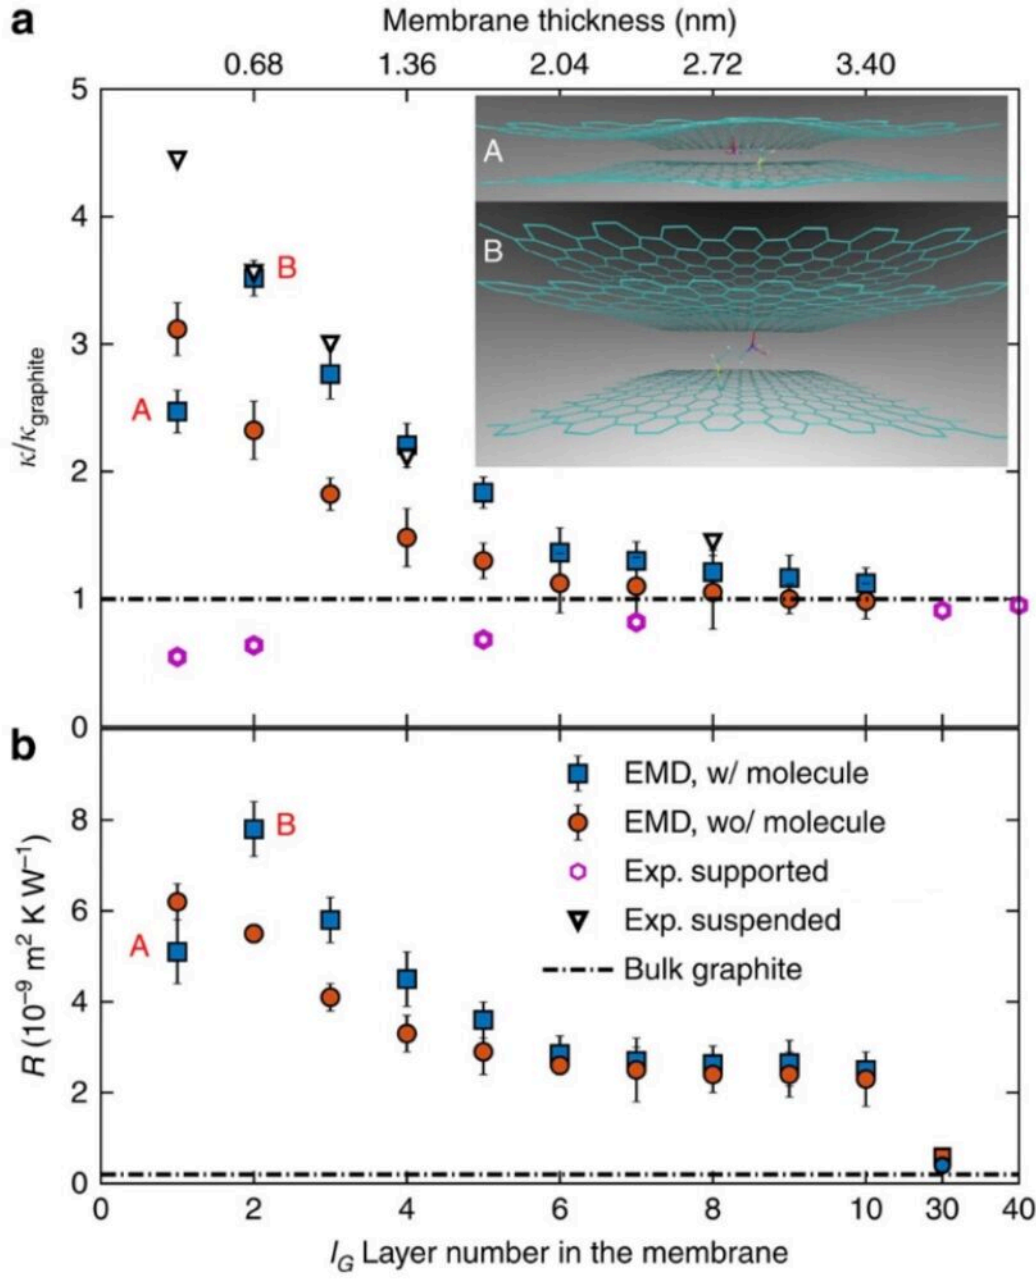 a
Membrane thickness (nm)
0.68 1.36 2.04 2.72 3.40
5
4
3
2
1
0
κ/κgraphite
A
B
A
B
b
8
6
4
2
0
R (10⁻⁹ m² K W⁻¹)
A
B
EMD, w/ molecule
EMD, wo/ molecule
Exp. supported
Exp. suspended
Bulk graphite
0 2 4 6 8 10 30 40
lG Layer number in the membrane